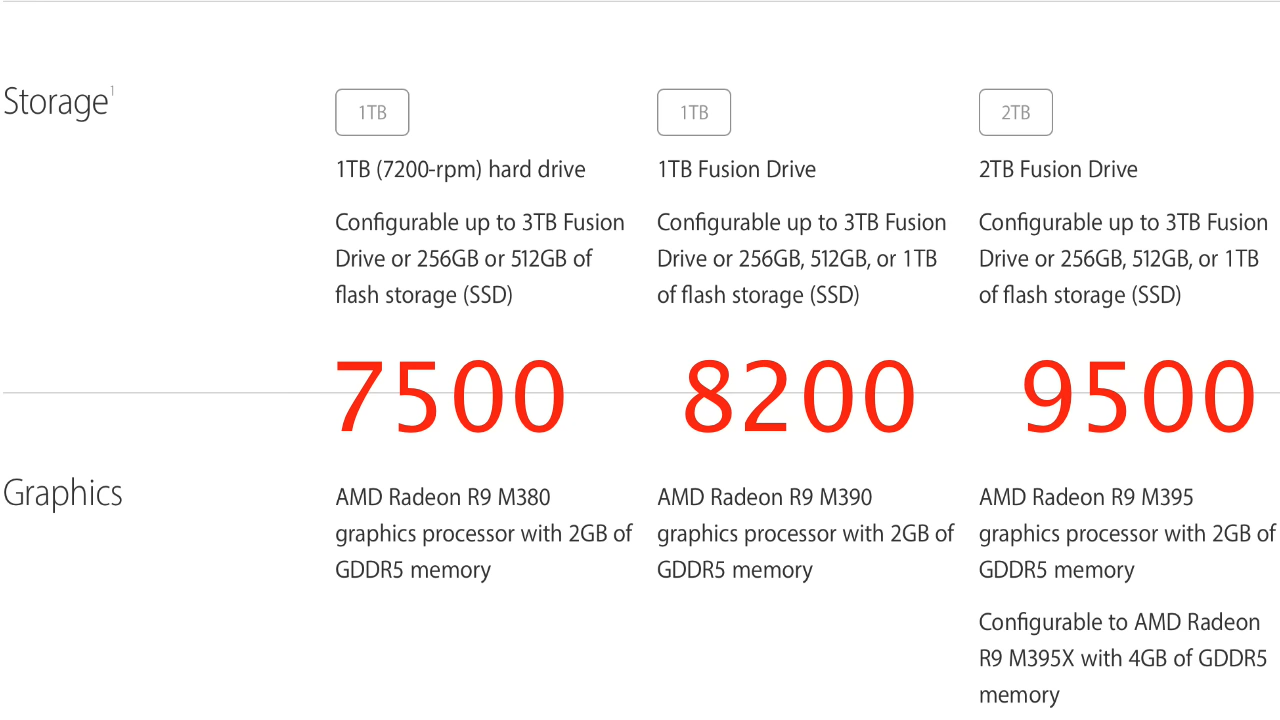 Storage1
1TB
1TB
2TB
1TB (7200-rpm) hard drive
1TB Fusion Drive
2TB Fusion Drive
Configurable up to 3TB Fusion
Drive or 256GB or 512GB of
flash storage (SSD)
Configurable up to 3TB Fusion
Drive or 256GB, 512GB, or 1TB
of flash storage (SSD)
Configurable up to 3TB Fusion
Drive or 256GB, 512GB, or 1TB
of flash storage (SSD)
7500
8200
9500
Graphics
AMD Radeon R9 M380
graphics processor with 2GB of
GDDR5 memory
AMD Radeon R9 M390
graphics processor with 2GB of
GDDR5 memory
AMD Radeon R9 M395
graphics processor with 2GB of
GDDR5 memory
Configurable to AMD Radeon
R9 M395X with 4GB of GDDR5
memory